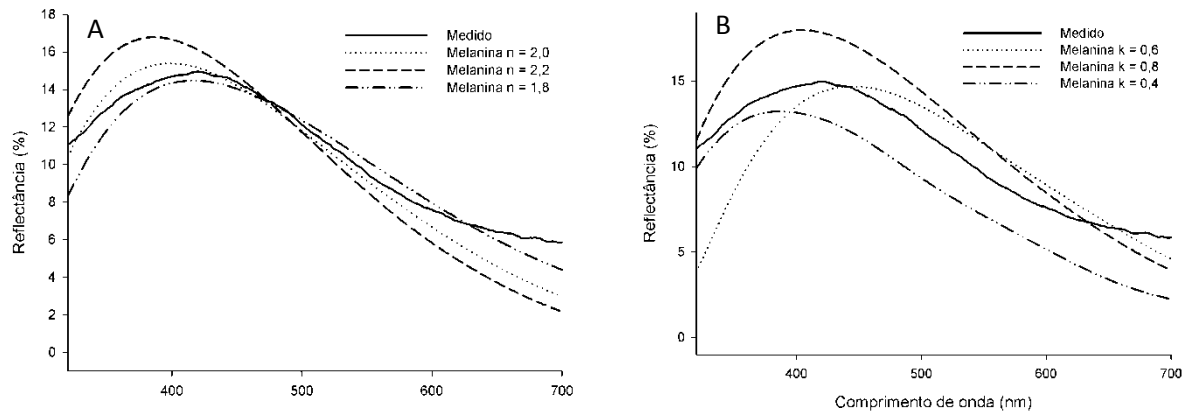 A
18
16
14
12
10
8
6
4
2
0
Reflectância (%)
Medido
Melanina n = 2,0
Melanina n = 2,2
Melanina n = 1,8
400
500
600
700
B
15
10
5
0
Reflectância (%)
Medido
Melanina k = 0,6
Melanina k = 0,8
Melanina k = 0,4
400
500
600
700
Comprimento de onda (nm)